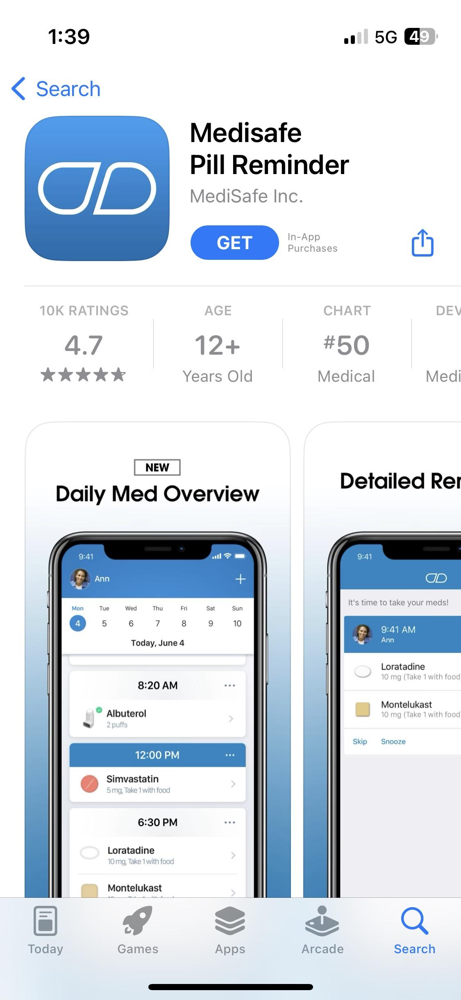 1:39
5G 49
Search
Medisafe
Pill Reminder
MediSafe Inc.
GET
In-App
Purchases
10K RATINGS
4.7
AGE
12+
Years Old
CHART
#50
Medical
DEV
Medi
NEW
Daily Med Overview
9:41
Ann
Mon Tue Wed Thu Fri Sat Sun
4 5 6 7 8 9 10
Today, June 4
8:20 AM
Albuterol
2 puffs
12:00 PM
Simvastatin
5 mg, Take 1 with food
6:30 PM
Loratadine
10 mg, Take 1 with food
Montelukast
Detailed Rer
9:41
It's time to take your meds!
9:41 AM
Ann
Loratadine
10 mg (Take 1 with food
Montelukast
10 mg (Take 1 with food
Skip Snooze
Today Games Apps Arcade Search